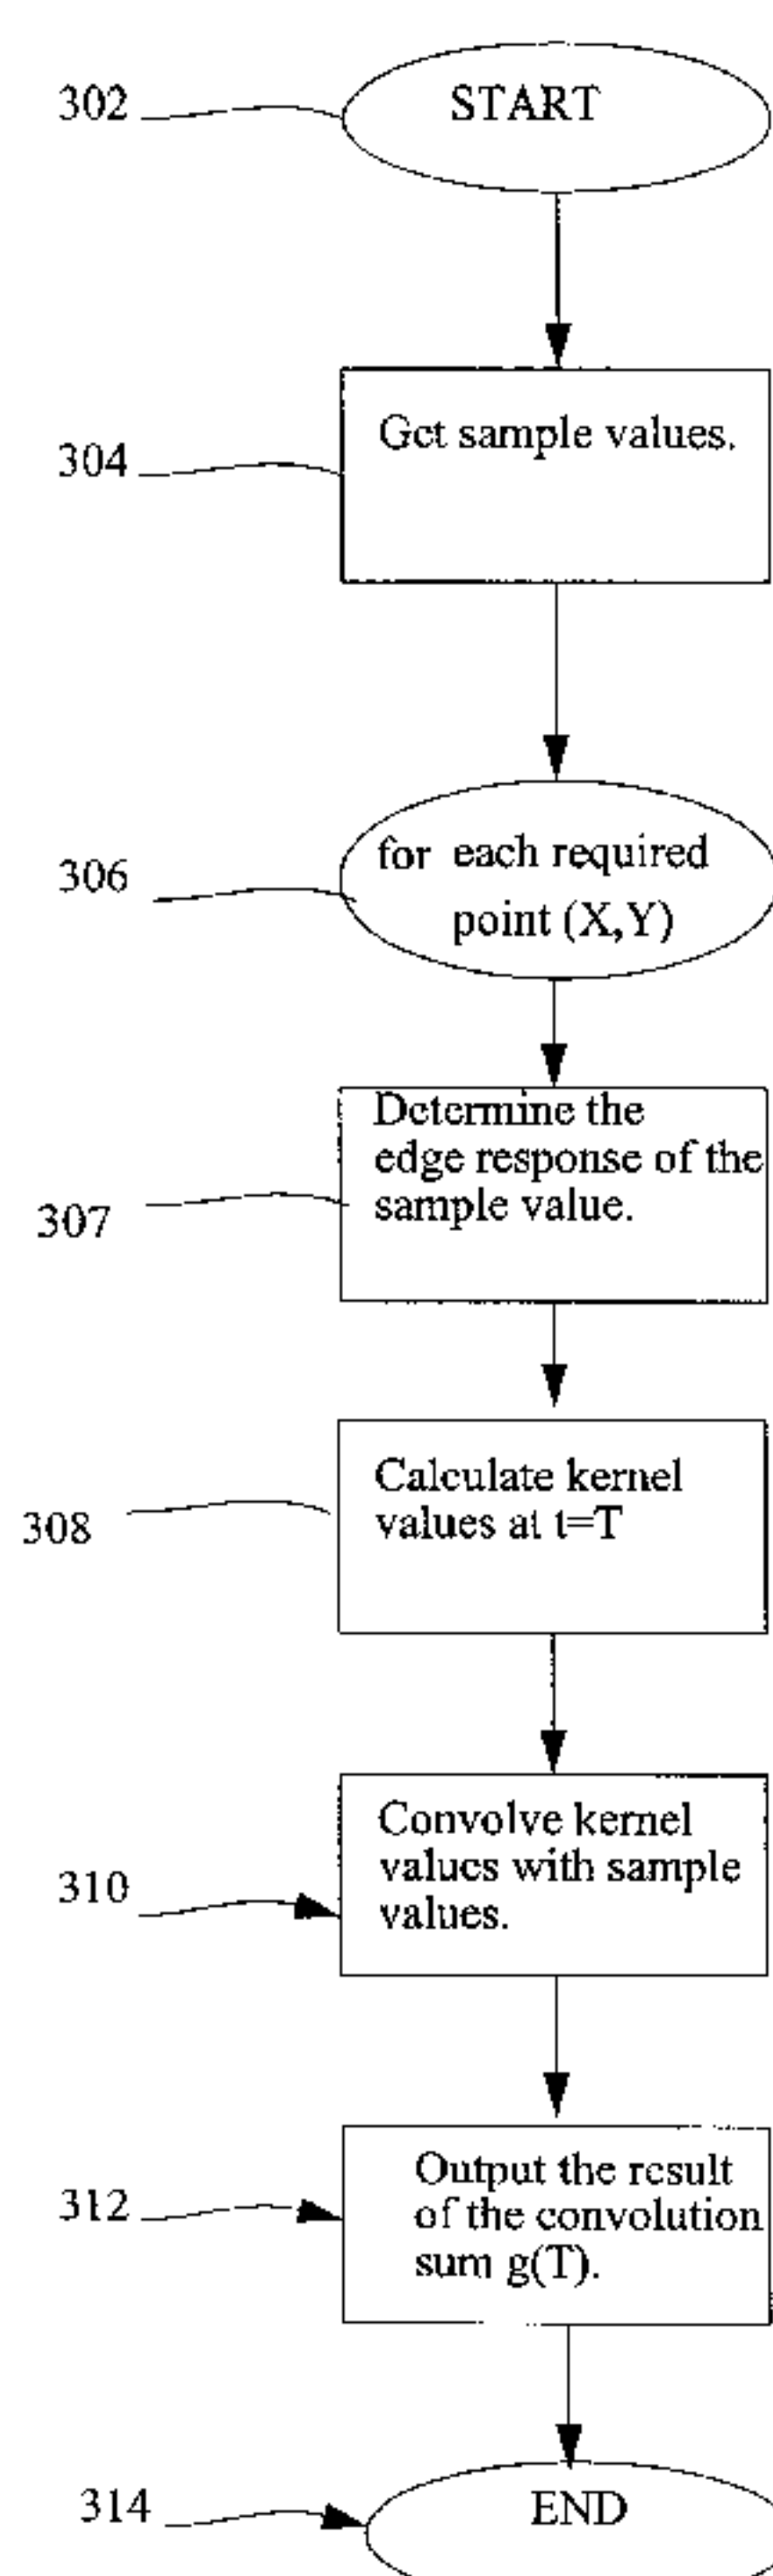 302
START
304
Get sample values.
306
for each required
point (X,Y)
307
Determine the
edge response of the
sample value.
308
Calculate kernel
values at t=T
310
Convolve kernel
values with sample
values.
312
Output the result
of the convolution
sum g(T).
314
END